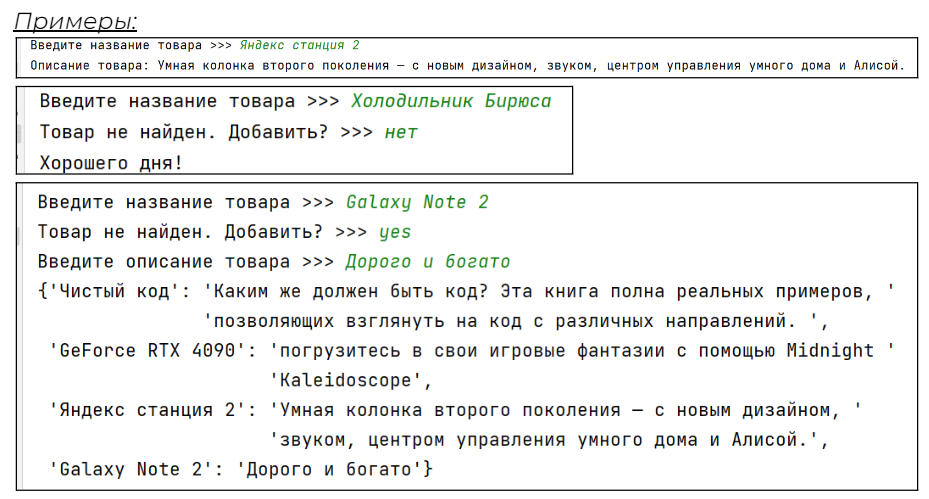 Примеры:
Введите название товара >>> Яндекс станция 2
Описание товара: Умная колонка второго поколения — с новым дизайном, звуком, центром управления умного дома и Алисой.
Введите название товара >>> Холодильник Бирюса
Товар не найден. Добавить? >>> нет
Хорошего дня!
Введите название товара >>> Galaxy Note 2
Товар не найден. Добавить? >>> yes
Введите описание товара >>> Дорого и богато
{'Чистый код': 'Каким же должен быть код? Эта книга полна реальных примеров, '
'позволяющих взглянуть на код с различных направлений. ',
'GeForce RTX 4090': 'погрузитесь в свои игровые фантазии с помощью Midnight '
'Kaleidoscope',
'Яндекс станция 2': 'Умная колонка второго поколения — с новым дизайном, '
'звуком, центром управления умного дома и Алисой.',
'Galaxy Note 2': 'Дорого и богато'}